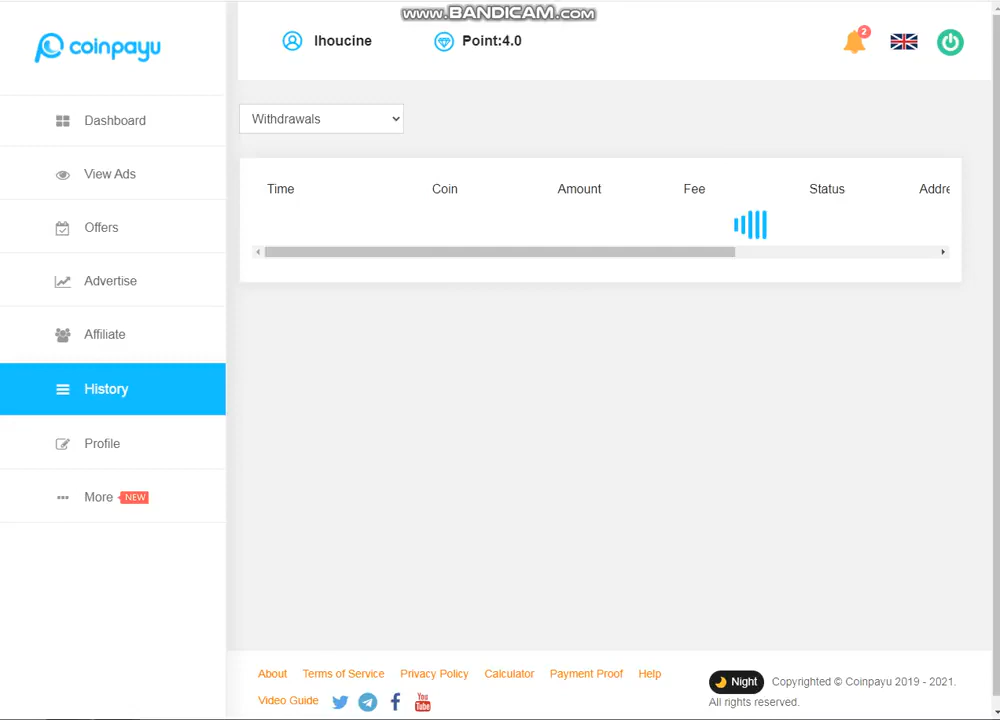 www.BANDICAM.com
coinpayu
lhoucine
Point:4.0
2
Dashboard
View Ads
Offers
Advertise
Affiliate
History
Profile
More NEW
Withdrawals
Time Coin Amount Fee Status Addre
About Terms of Service Privacy Policy Calculator Payment Proof Help
Video Guide
You
Tube
Night
Copyrighted © Coinpayu 2019 - 2021.
All rights reserved.